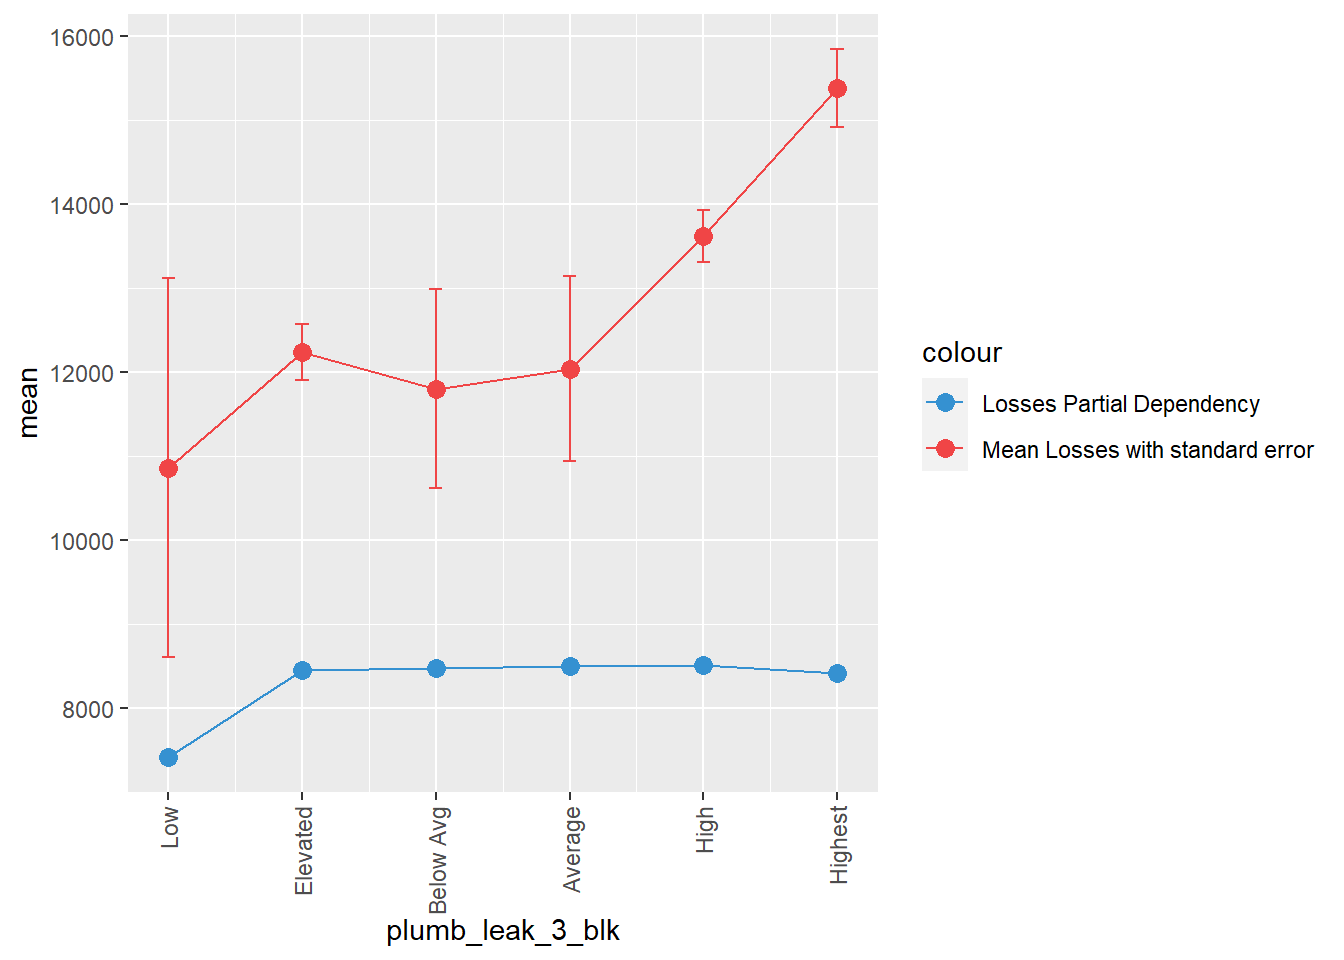 16000
14000
12000
10000
8000
mean
Low
Elevated
Below Avg
Average
High
Highest
plumb_leak_3_blk
colour
Losses Partial Dependency
Mean Losses with standard error